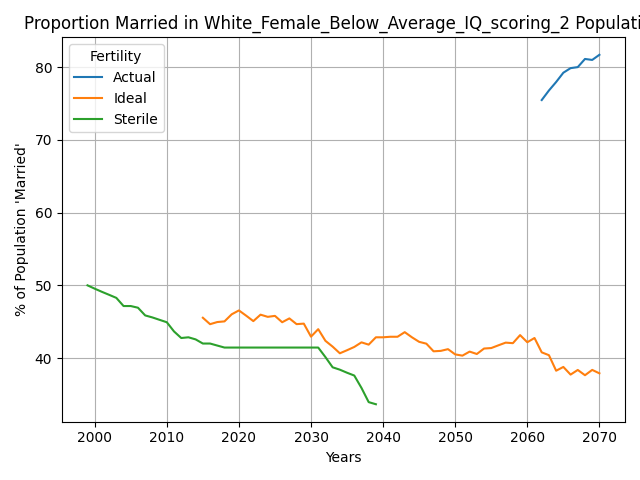 Proportion Married in White_Female_Below_Average_IQ_scoring_2 Populati
% of Population 'Married'
Fertility
Actual
Ideal
Sterile
80
70
60
50
40
2000 2010 2020 2030 2040 2050 2060 2070
Years